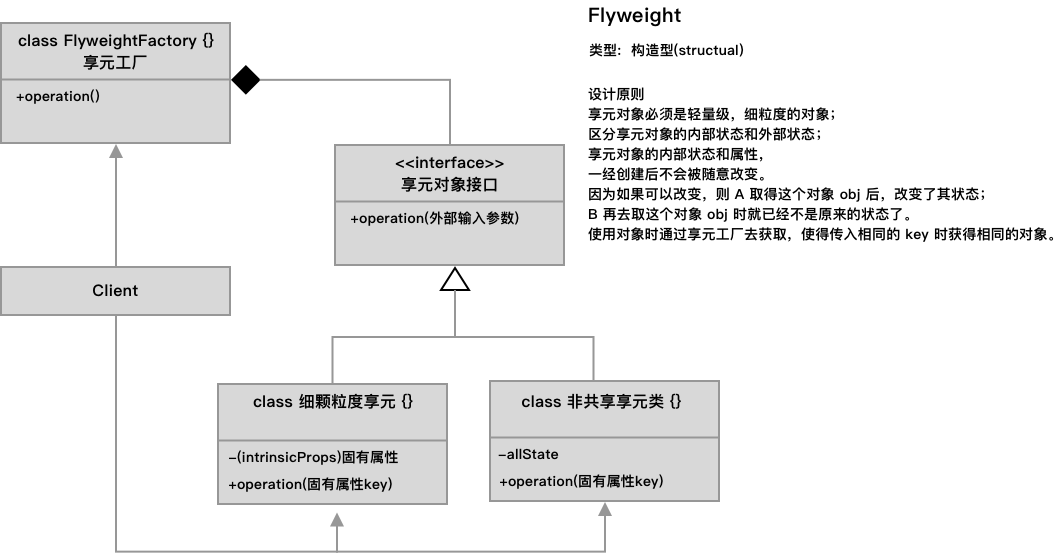 class FlyweightFactory {}
享元工厂
+operation()
<<interface>>
享元对象接口
+operation(外部输入参数)
Client
class 细颗粒度享元 {}
-(intrinsicProps)固有属性
+operation(固有属性key)
class 非共享享元类 {}
-allState
+operation(固有属性key)
Flyweight
类型：构造型(structual)
设计原则
享元对象必须是轻量级，细粒度的对象；
区分享元对象的内部状态和外部状态；
享元对象的内部状态和属性，
一经创建后不会被随意改变。
因为如果可以改变，则 A 取得这个对象 obj 后，改变了其状态；
B 再去取这个对象 obj 时就已经不是原来的状态了。
使用对象时通过享元工厂去获取，使得传入相同的 key 时获得相同的对象。